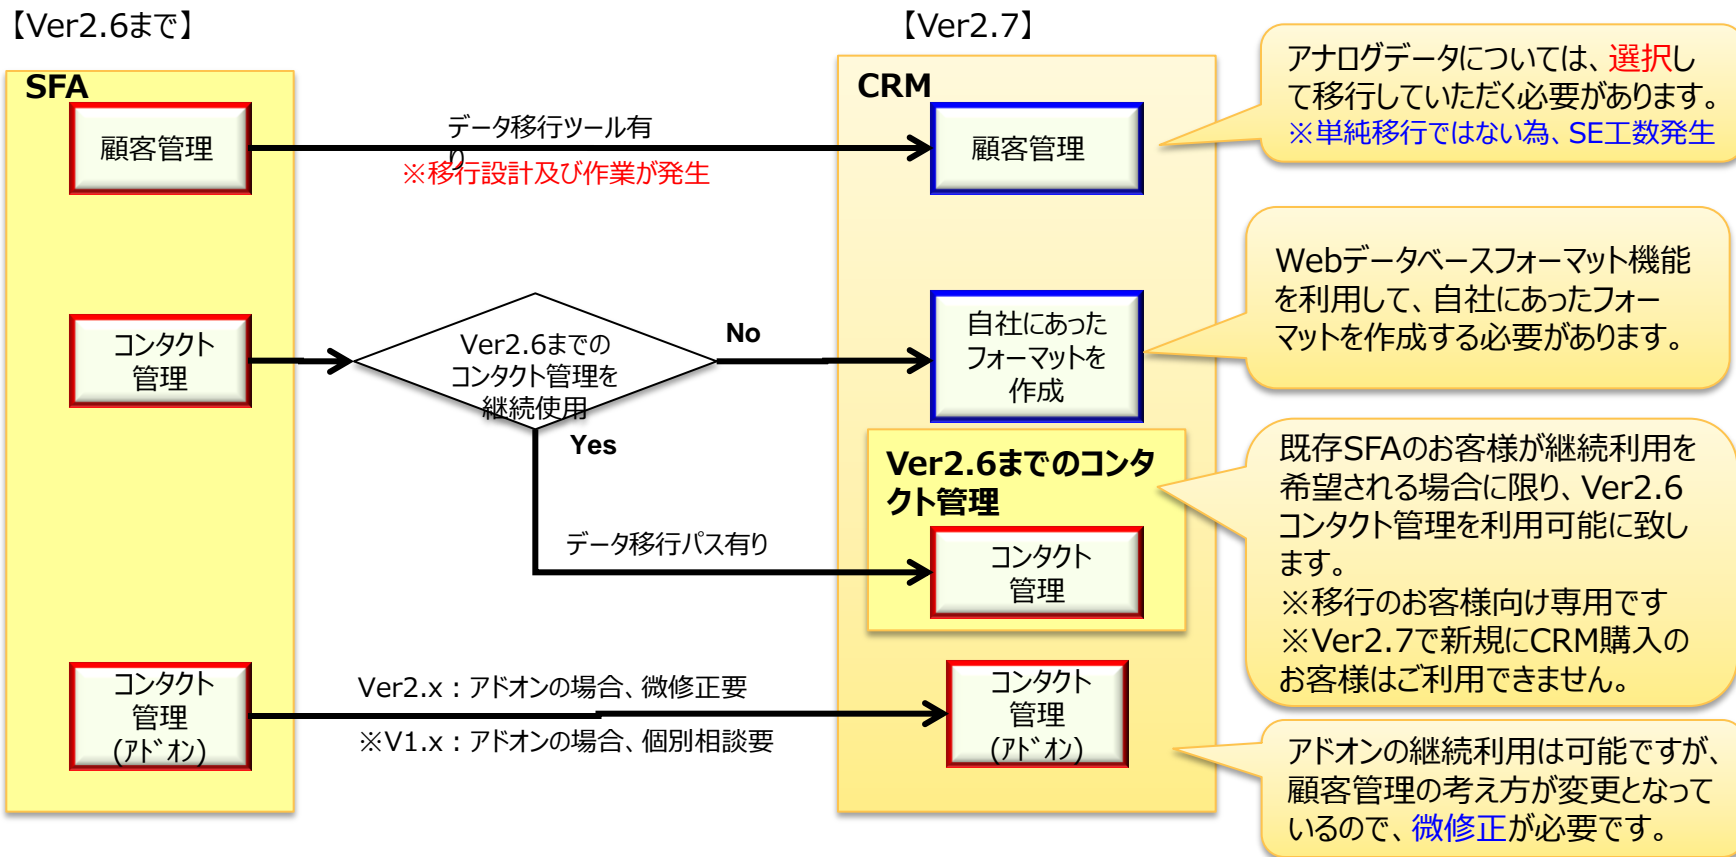 【Ver2.6まで】
【Ver2.7】
SFA
CRM
顧客管理
データ移行ツール有
り
※移行設計及び作業が発生
顧客管理
アナログデータについては、選択し
て移行していただく必要があります。
※単純移行ではない為、SE工数発生
コンタクト
管理
Ver2.6までの
コンタクト管理を
継続使用
No
Yes
自社にあった
フォーマットを
作成
Webデータベースフォーマット機能
を利用して、自社にあったフォー
マットを作成する必要があります。
Ver2.6までのコンタ
クト管理
データ移行パス有り
コンタクト
管理
既存SFAのお客様が継続利用を
希望される場合に限り、Ver2.6
コンタクト管理を利用可能に致し
ます。
※移行のお客様向け専用です
※Ver2.7で新規にCRM購入の
お客様はご利用できません。
コンタクト
管理
(ｱﾄﾞｵﾝ)
Ver2.x：アドオンの場合、微修正要
※V1.x：アドオンの場合、個別相談要
コンタクト
管理
(ｱﾄﾞｵﾝ)
アドオンの継続利用は可能ですが、
顧客管理の考え方が変更となって
いるので、微修正が必要です。